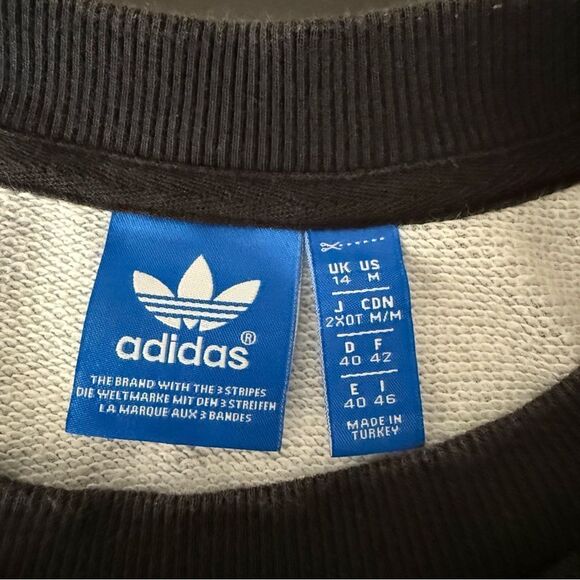 adidas®
THE BRAND WITH THE 3 STRIPES
DIE WELTMARKE MIT DEN 3 STREIFEN
LA MARQUE AUX 3 BANDES
UK US
14 M
J CDN
2XOT M/M
D F
40 42
E I
40 46
MADE IN
TURKEY